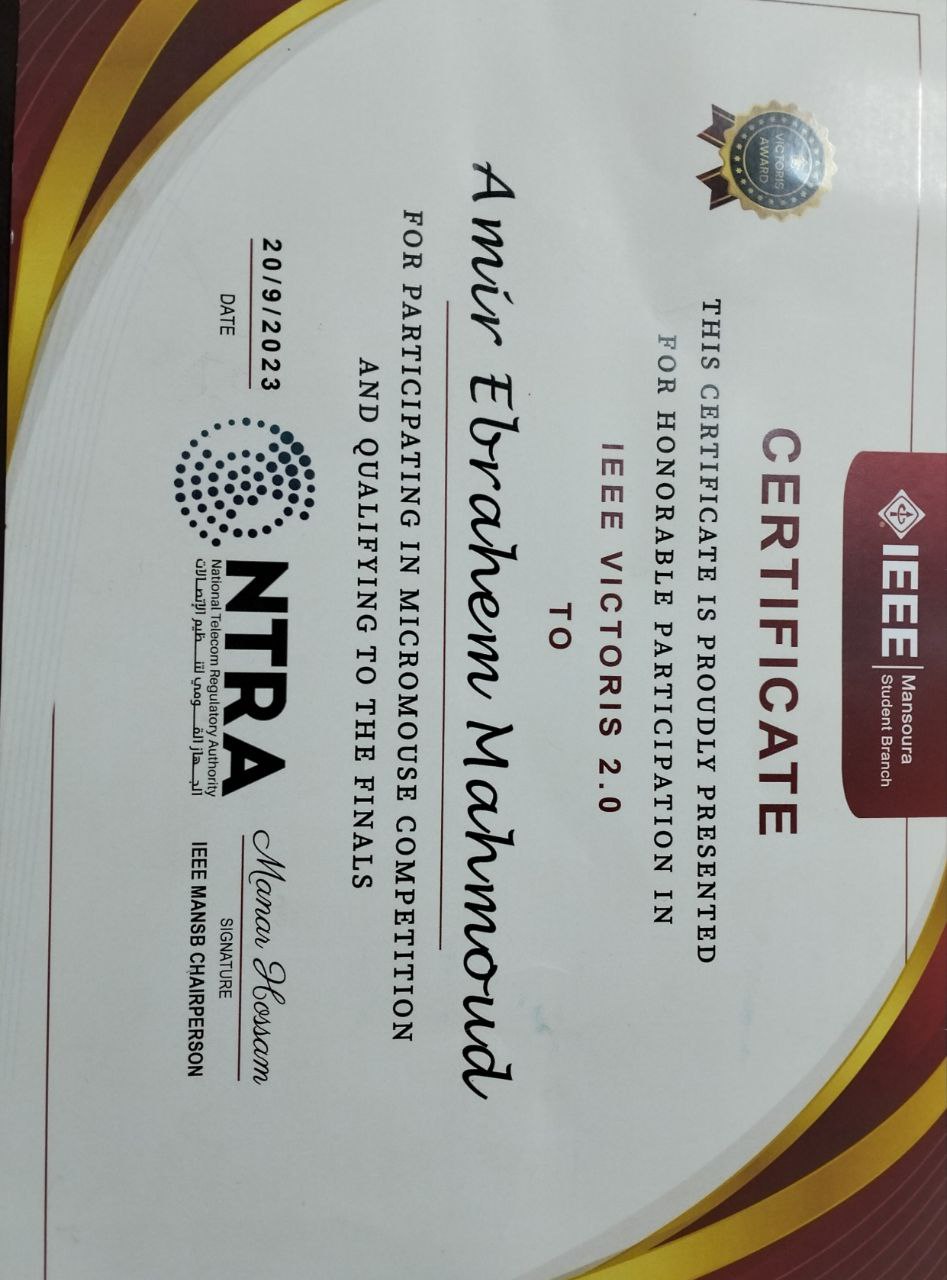 IEEE
Mansoura
Student Branch
VICTORIS
AWARD
CERTIFICATE
THIS CERTIFICATE IS PROUDLY PRESENTED
FOR HONORABLE PARTICIPATION IN
IEEE VICTORIS 2.0
TO
Amir Ebrahem Mahmoud
FOR PARTICIPATING IN MICROMOUSE COMPETITION
AND QUALIFYING TO THE FINALS
20/9/2023
DATE
NTRA
National Telecom Regulatory Authority
الجهاز القومي لتنظيم الإتصالات
Manar Hossam
SIGNATURE
IEEE MANSB CHAIRPERSON